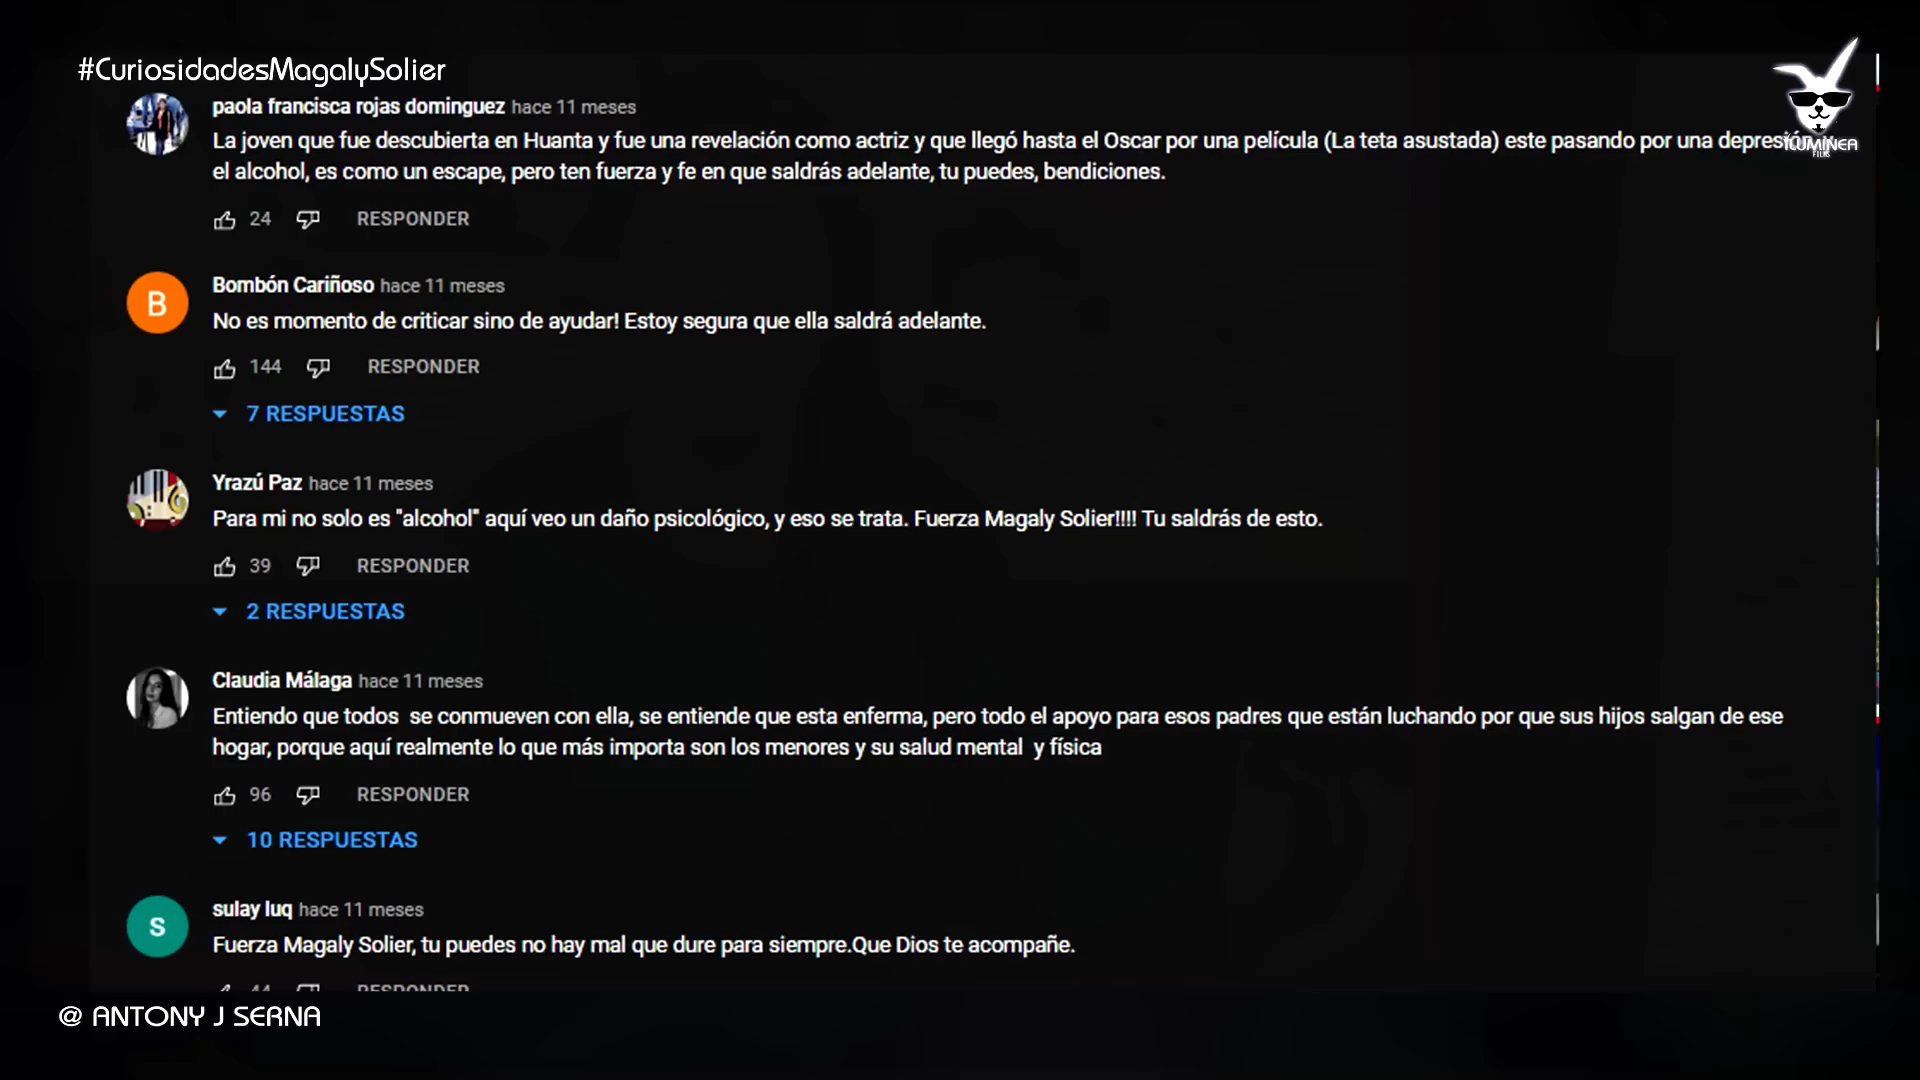 #CuriosidadesMagalySolier
paola francisca rojas dominguez hace 11 meses
La joven que fue descubierta en Huanta y fue una revelación como actriz y que llegó hasta el Oscar por una película (La teta asustada) este pasando por una
el alcohol, es como un escape, pero ten fuerza y fe en que saldrás adelante, tu puedes, bendiciones.
24 RESPONDER
B
Bombón Cariñoso hace 11 meses
No es momento de criticar sino de ayudar! Estoy segura que ella saldrá adelante.
144 RESPONDER
7 RESPUESTAS
Yrazú Paz hace 11 meses
Para mi no solo es "alcohol" aquí veo un daño psicológico, y eso se trata. Fuerza Magaly Solier!!!! Tu saldrás de esto.
39 RESPONDER
2 RESPUESTAS
Claudia Málaga hace 11 meses
Entiendo que todos  se conmueven con ella, se entiende que esta enferma, pero todo el apoyo para esos padres que están luchando por que sus hijos salgan de ese
hogar, porque aquí realmente lo que más importa son los menores y su salud mental  y física
96 RESPONDER
10 RESPUESTAS
s
sulay luq hace 11 meses
Fuerza Magaly Solier, tu puedes no hay mal que dure para siempre.Que Dios te acompañe.
44 RESPONDER
@ ANTONY J SERNA
ILUMINEA
FILMS